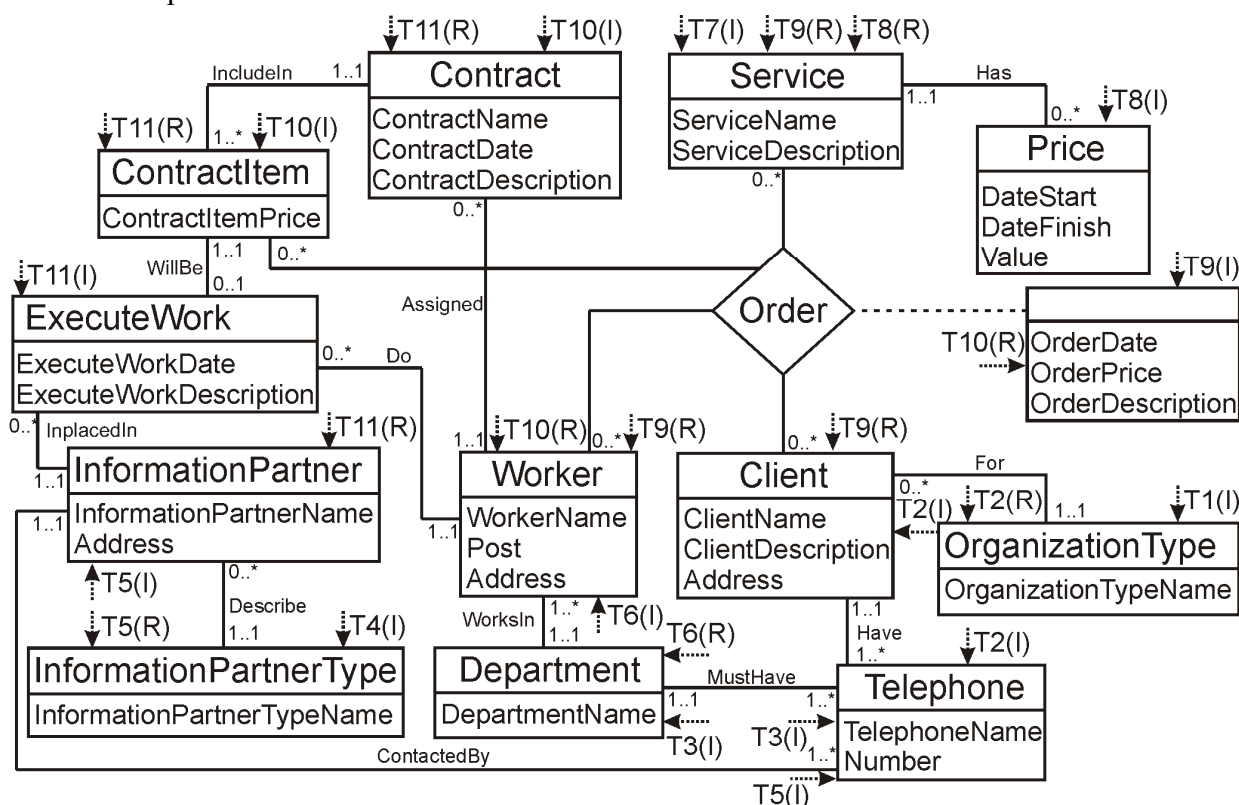 T11(R)
T10(I)
T7(I)
T9(R)
T8(R)
IncludeIn
1..1
Contract
ContractName
ContractDate
ContractDescription
Service
ServiceName
ServiceDescription
Has
1..1
0..*
T8(I)
Price
DateStart
DateFinish
Value
T11(R)
1..*
T10(I)
ContractItem
ContractItemPrice
0..*
0..*
1..1
0..*
T11(I)
WillBe
0..1
Assigned
Order
T9(I)
T10(R)
OrderDate
OrderPrice
OrderDescription
ExecuteWork
ExecuteWorkDate
ExecuteWorkDescription
0..*
Do
0..*
InplacedIn
T11(R)
1..1
InformationPartner
InformationPartnerName
Address
1..1
T5(I)
1..1
T10(R)
0..*
T9(R)
Worker
WorkerName
Post
Address
1..1
0..*
T9(R)
Client
ClientName
ClientDescription
Address
For
0..*
T2(I)
T2(R)
1..1
T1(I)
OrganizationType
OrganizationTypeName
0..*
Describe
1..1
T5(R)
T4(I)
InformationPartnerType
InformationPartnerTypeName
WorksIn
1..*
1..1
T6(I)
T6(R)
Department
DepartmentName
T3(I)
MustHave
1..1
1..*
T3(I)
1..1
Have
1..*
T2(I)
Telephone
TelephoneName
Number
ContactedBy
1..*
T5(I)